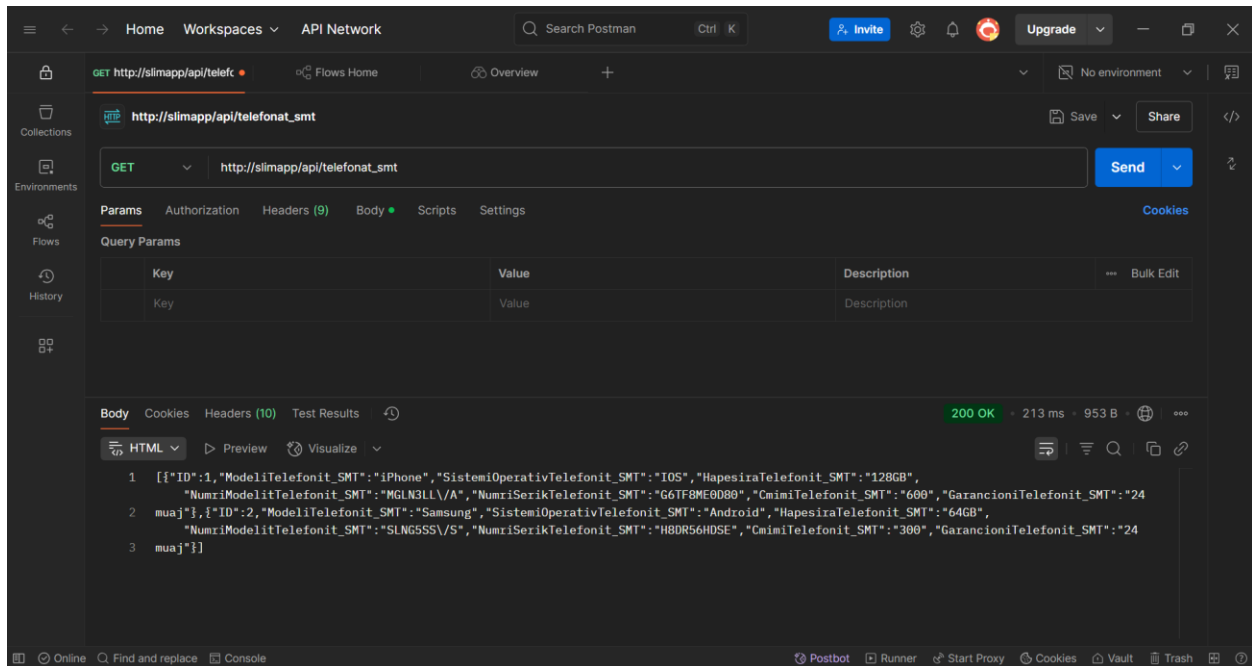 Home Workspaces API Network Search Postman Ctrl K Invite Upgrade
GET http://slimapp/api/telefc Flows Home Overview No environment
Collections
Environments
Flows
History
HTTP http://slimapp/api/telefonat_smt Save Share
GET http://slimapp/api/telefonat_smt Send
Params Authorization Headers (9) Body Scripts Settings Cookies
Query Params
Key Value Description Bulk Edit
Key Value Description
Body Cookies Headers (10) Test Results 200 OK 213 ms 953 B
HTML Preview Visualize
1 [{"ID":1,"ModeliTelefonit_SMT":"iPhone","SistemiOperativTelefonit_SMT":"IOS","HapesiraTelefonit_SMT":"128GB",
"NumriModelitTelefonit_SMT":"MGLN3LL\/A","NumriSerikTelefonit_SMT":"G6TF8ME0D80","CmimiTelefonit_SMT":"600","GarancioniTelefonit_SMT":"24
2 muaj"},{"ID":2,"ModeliTelefonit_SMT":"Samsung","SistemiOperativTelefonit_SMT":"Android","HapesiraTelefonit_SMT":"64GB",
"NumriModelitTelefonit_SMT":"SLNG5SS\/S","NumriSerikTelefonit_SMT":"H8DR56HDSE","CmimiTelefonit_SMT":"300","GarancioniTelefonit_SMT":"24
3 muaj"}]
Online Find and replace Console Postbot Runner Start Proxy Cookies Vault Trash